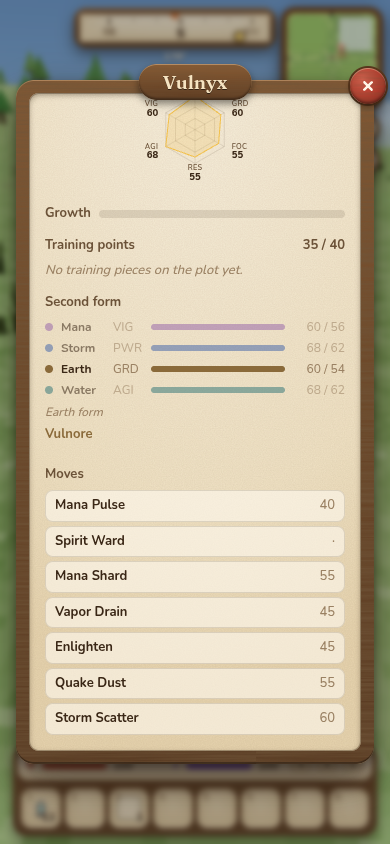 Vulnyx
VIG GRD
60 60
AGI FOC
68 55
RES
55
Growth
Training points 35 / 40
No training pieces on the plot yet.
Second form
Mana VIG 60 / 56
Storm PWR 68 / 62
Earth GRD 60 / 54
Water AGI 68 / 62
Earth form
Vulnore
Moves
Mana Pulse 40
Spirit Ward ·
Mana Shard 55
Vapor Drain 45
Enlighten 45
Quake Dust 55
Storm Scatter 60